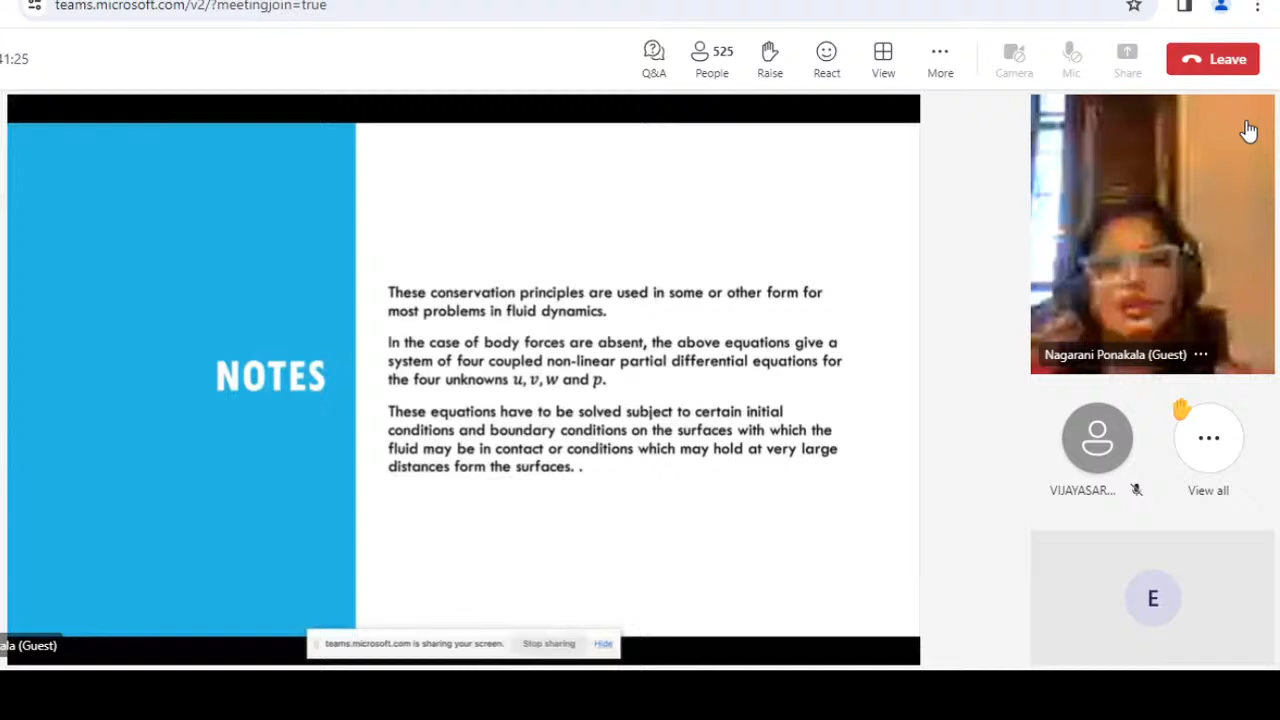 teams.microsoft.com/v2/?meetingjoin=true
41:25
525
Q&A
People
Raise
React
View
More
Camera
Mic
Share
Leave
NOTES
These conservation principles are used in some or other form for
most problems in fluid dynamics.
In the case of body forces are absent, the above equations give a
system of four coupled non-linear partial differential equations for
the four unknowns u, v, w and p.
These equations have to be solved subject to certain initial
conditions and boundary conditions on the surfaces with which the
fluid may be in contact or conditions which may hold at very large
distances form the surfaces. .
Nagarani Ponakala (Guest) ...
VIJAYASAR...
View all
E
ala (Guest)
teams.microsoft.com is sharing your screen.
Stop sharing
Hide